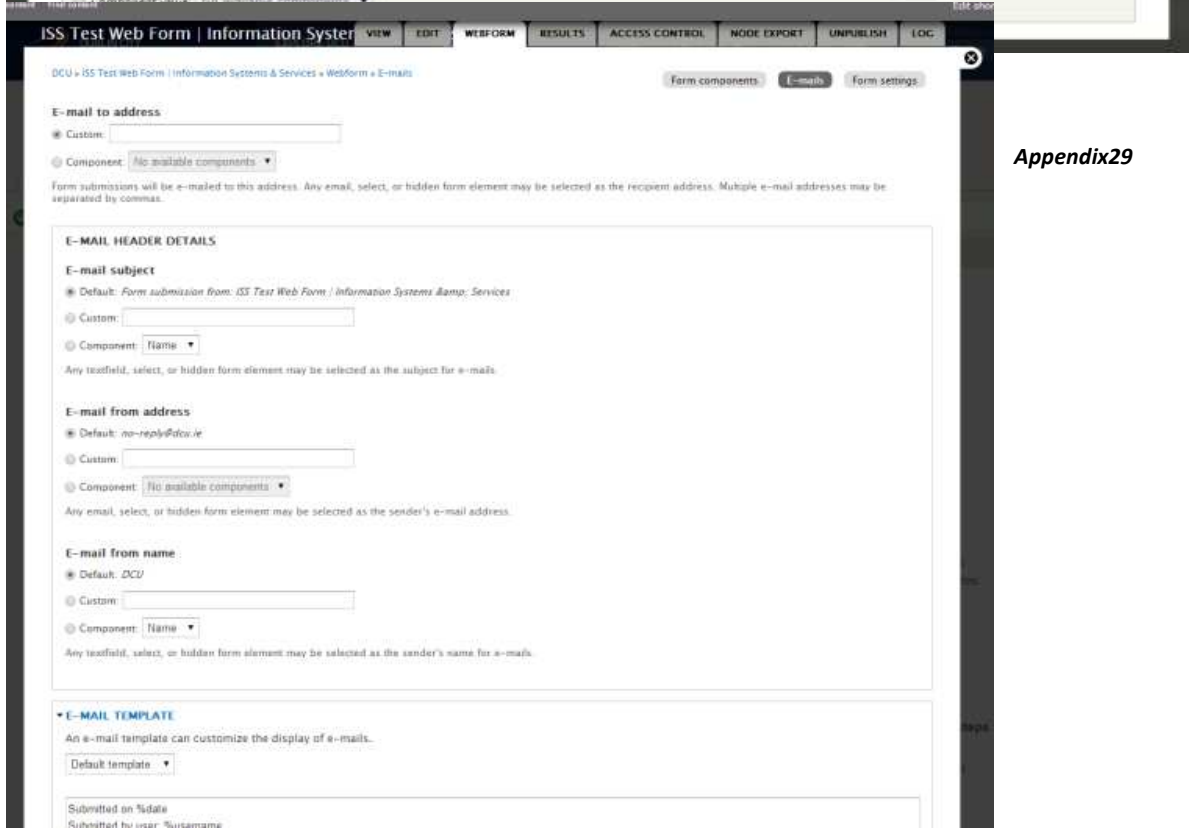 Edit shor
ISS Test Web Form | Information Syster VIEW EDIT WEBFORM RESULTS ACCESS CONTROL NODE EXPORT UNPUBLISH LOG
DCU » ISS Test Web Form | Information Systems & Services » Webform » E-mails
Form components E-mails Form settings
E-mail to address
Custom:
Component: No available components
Form submissions will be e-mailed to this address. Any email, select, or hidden form element may be selected as the recipient address. Multiple e-mail addresses may be
separated by commas.
Appendix29
E-MAIL HEADER DETAILS
E-mail subject
Default: Form submission from: ISS Test Web Form | Information Systems &amp; Services
Custom:
Component: Name
Any textfield, select, or hidden form element may be selected as the subject for e-mails.
E-mail from address
Default: no-reply@dcu.ie
Custom:
Component: No available components
Any email, select, or hidden form element may be selected as the sender's e-mail address.
E-mail from name
Default: DCU
Custom:
Component: Name
Any textfield, select, or hidden form element may be selected as the sender's name for e-mails.
E-MAIL TEMPLATE
An e-mail template can customize the display of e-mails.
Default template
Submitted on %date
Submitted by user: %username